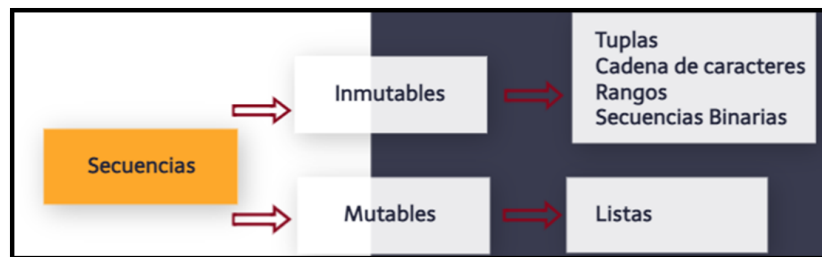 Secuencias
Inmutables
Tuplas
Cadena de caracteres
Rangos
Secuencias Binarias
Mutables
Listas